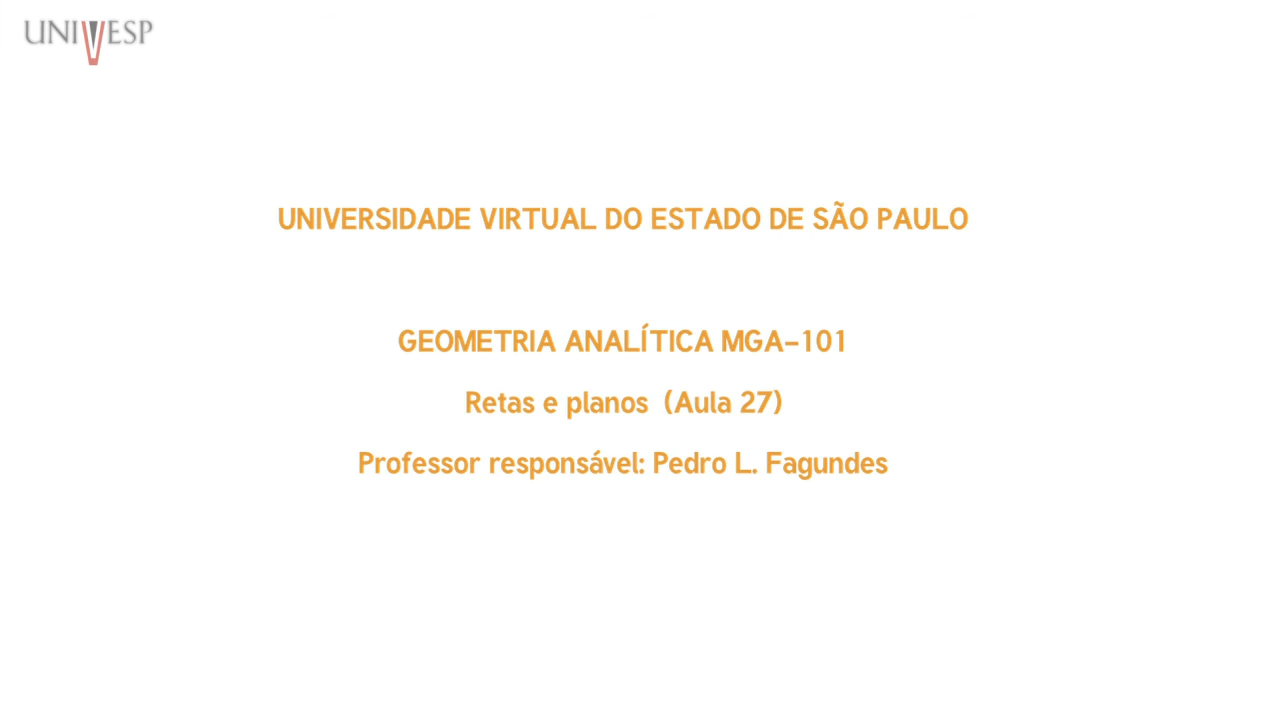 UNIVESP
UNIVERSIDADE VIRTUAL DO ESTADO DE SÃO PAULO
GEOMETRIA ANALÍTICA MGA-101
Retas e planos (Aula 27)
Professor responsável: Pedro L. Fagundes